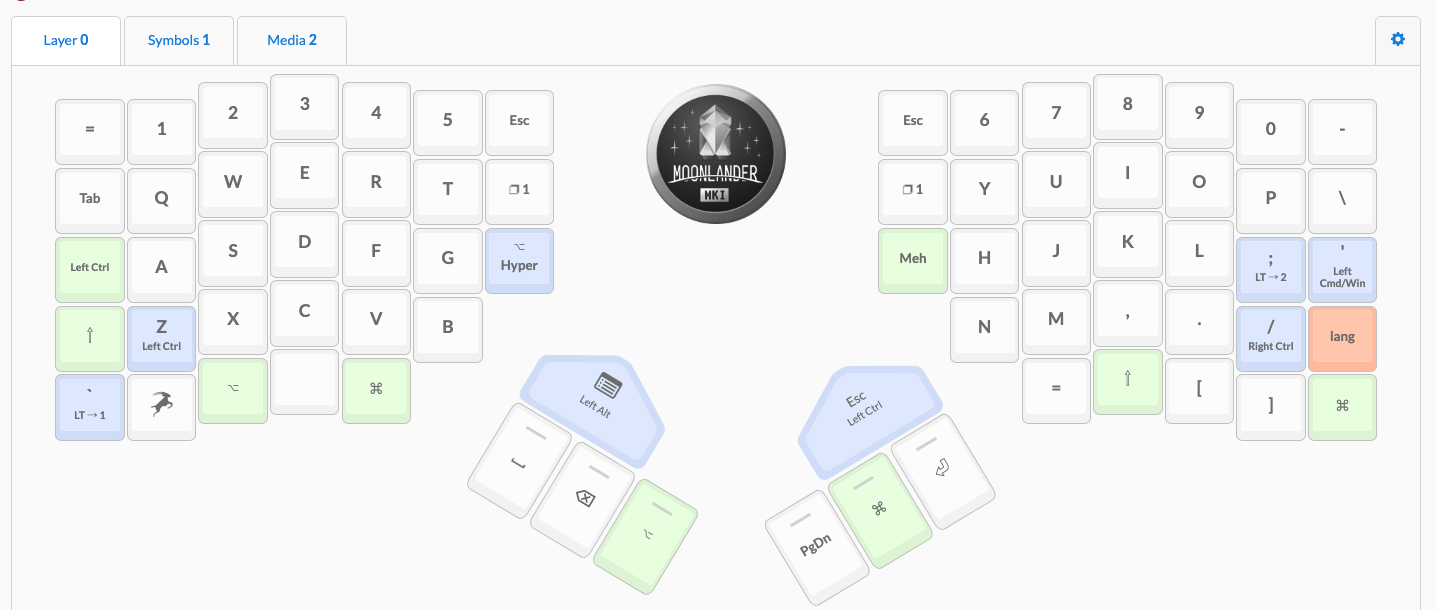 Layer 0
Symbols 1
Media 2
= 1 2 3 4 5 Esc
Esc 6 7 8 9 0 -
MOONLANDER
MKI
Tab Q W E R T 1
1 Y U I O P \
Left Ctrl A S D F G ⌥
Hyper
Meh H J K L ;
LT → 2
'
Left
Cmd/Win
Z
Left Ctrl
X C V B
N M , . /
Right Ctrl
lang
`
LT → 1
⌥ ⌘
= [ ] ⌘
Left Alt
Esc
Left Ctrl
⌥
PgDn ⌘